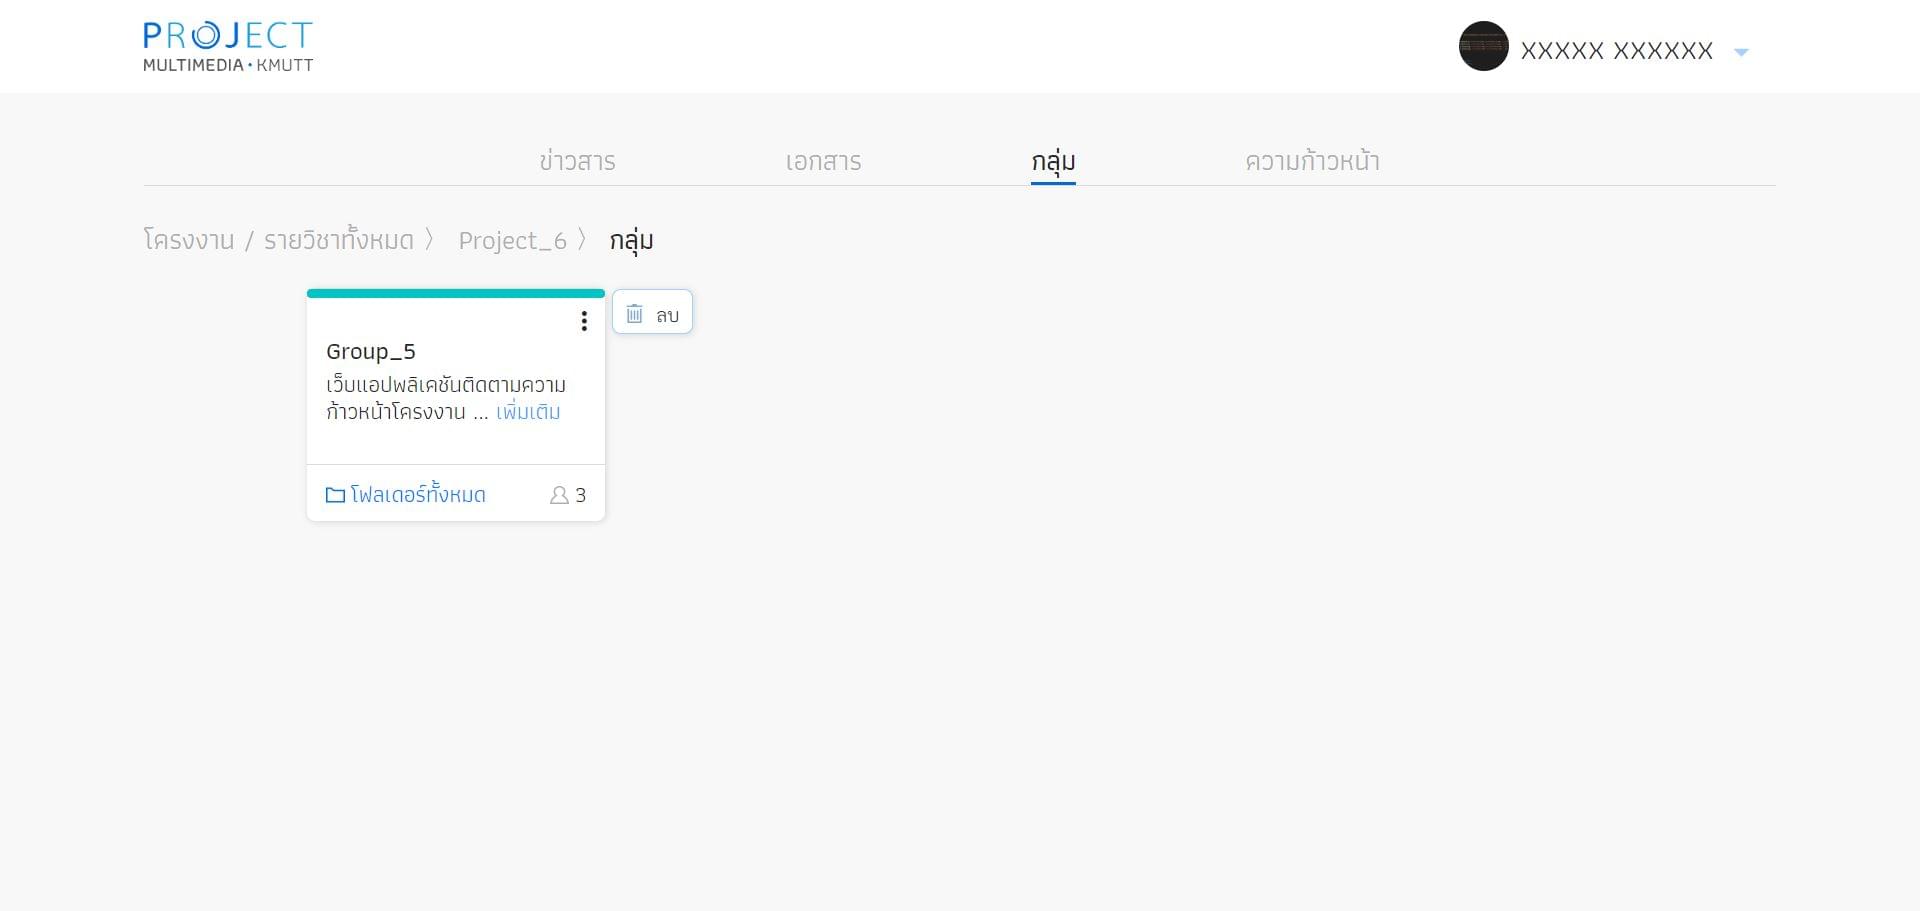 PROJECT
MULTIMEDIA • KMUTT
XXXXX XXXXXX
ข่าวสาร
เอกสาร
กลุ่ม
ความก้าวหน้า
โครงงาน / รายวิชาทั้งหมด 〉 Project_6 〉 กลุ่ม
ลบ
Group_5
เว็บแอปพลิเคชันติดตามความ
ก้าวหน้าโครงงาน ... เพิ่มเติม
โฟลเดอร์ทั้งหมด
3